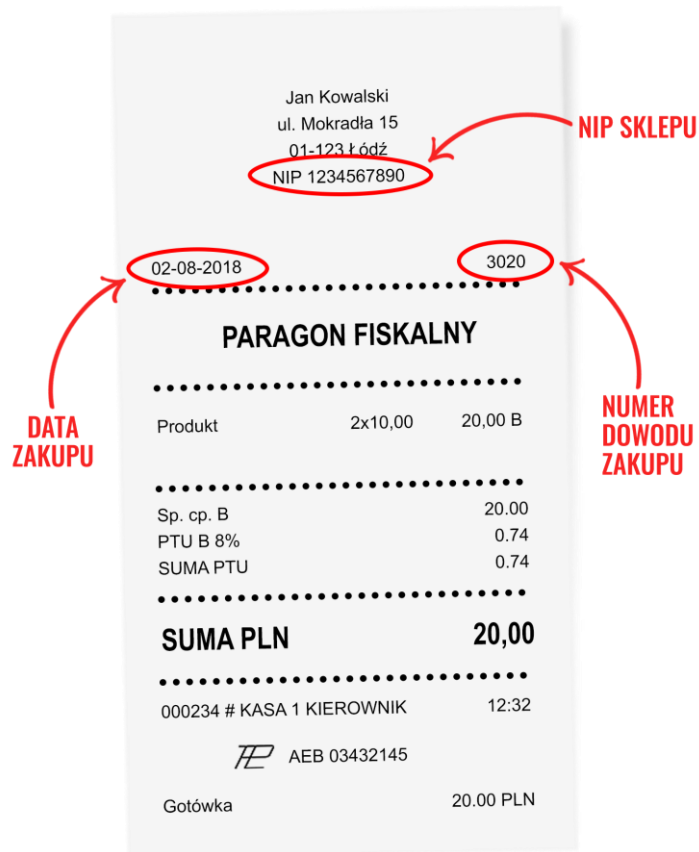 Jan Kowalski
ul. Mokradła 15
01-123 Łódź
NIP 1234567890
NIP SKLEPU
02-08-2018 3020
PARAGON FISKALNY
DATA
ZAKUPU
NUMER
DOWODU
ZAKUPU
Produkt 2x10,00 20,00 B
Sp. cp. B 20.00
PTU B 8% 0.74
SUMA PTU 0.74
SUMA PLN 20,00
000234 # KASA 1 KIEROWNIK 12:32
AEB 03432145
Gotówka 20.00 PLN